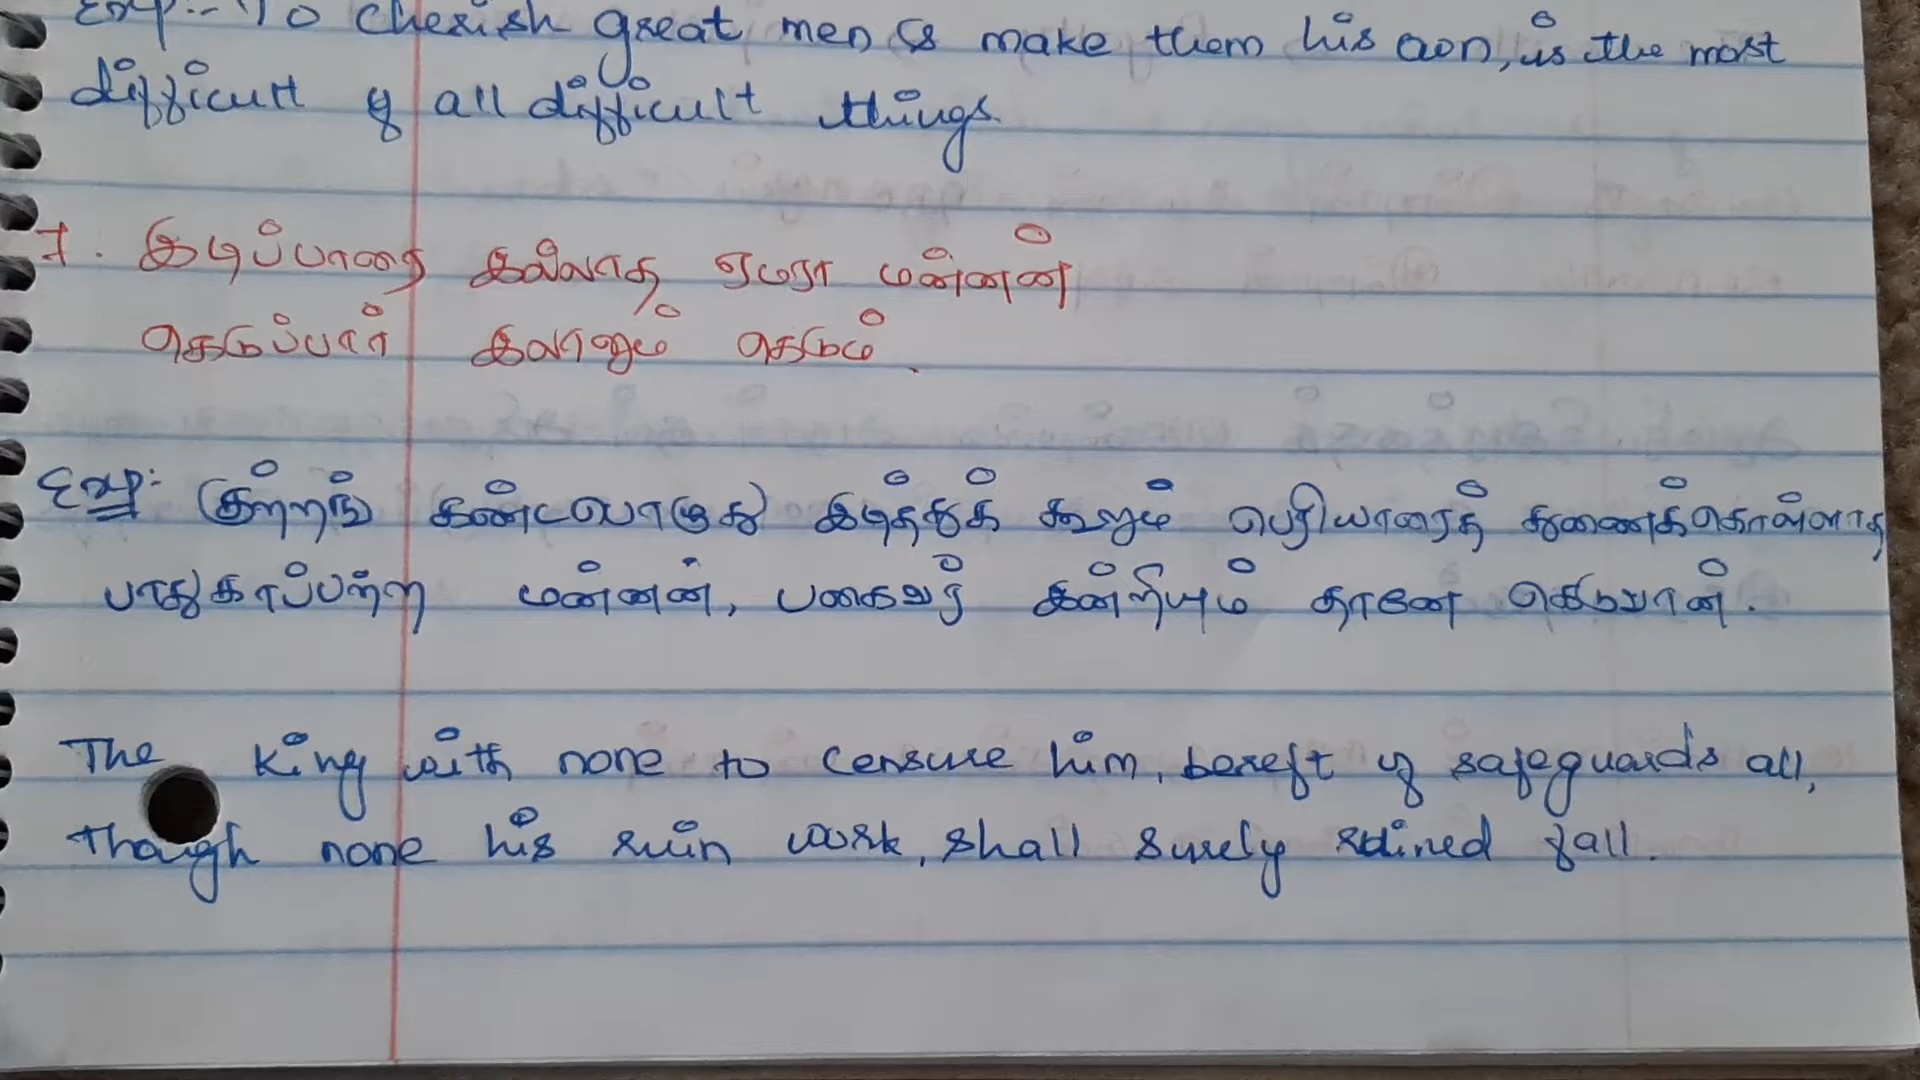 Exp:- To cherish great men & make them his own, is the most
difficult of all difficult things.
7. இடிப்பாரை இல்லாத ஏமரா மன்னன்
கெடுப்பார் இலானும் கெடும்.
Exp: குற்றங் கண்டபொழுது இடித்துக் கூறும் பெரியாரைத் துணைக்கொள்ளாத
பாதுகாப்பற்ற மன்னன், பகைவர் இன்றியும் தானே கெடுவான்.
The King with none to censure him, bereft of safeguards all,
Though none his ruin work, shall surely ruined fall.